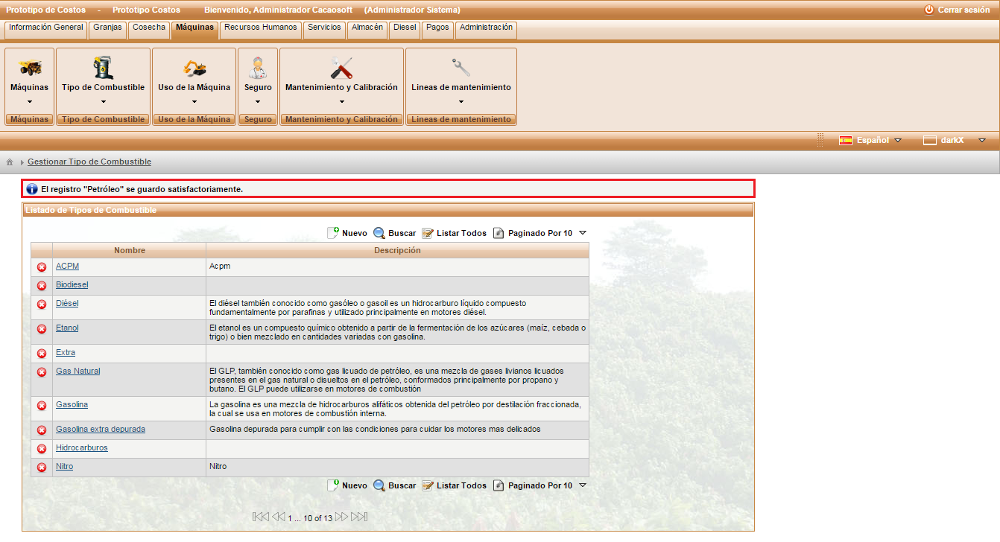 Prototipo de Costos - Prototipo Costos Bienvenido, Administrador Cacaosoft (Administrador Sistema) Cerrar sesión
Información General Granjas Cosecha Máquinas Recursos Humanos Servicios Almacén Diesel Pagos Administración
Máquinas Tipo de Combustible Uso de la Máquina Seguro Mantenimiento y Calibración Lineas de mantenimiento
Máquinas Tipo de Combustible Uso de la Máquina Seguro Mantenimiento y Calibración Lineas de mantenimiento
Español darkX
Gestionar Tipo de Combustible
El registro "Petróleo" se guardo satisfactoriamente.
Listado de Tipos de Combustible
Nuevo Buscar Listar Todos Paginado Por 10
Nombre Descripción
ACPM Acpm
Biodiesel
Diésel El diésel también conocido como gasóleo o gasoil es un hidrocarburo líquido compuesto
fundamentalmente por parafinas y utilizado principalmente en motores diésel.
Etanol El etanol es un compuesto químico obtenido a partir de la fermentación de los azúcares (maíz, cebada o
trigo) o bien mezclado en cantidades variadas con gasolina.
Extra
Gas Natural El GLP, también conocido como gas licuado de petróleo, es una mezcla de gases livianos licuados
presentes en el gas natural o disueltos en el petróleo, conformados principalmente por propano y
butano. El GLP puede utilizarse en motores de combustión
Gasolina La gasolina es una mezcla de hidrocarburos alifáticos obtenida del petróleo por destilación fraccionada,
la cual se usa en motores de combustión interna.
Gasolina extra depurada Gasolina depurada para cumplir con las condiciones para cuidar los motores mas delicados
Hidrocarburos
Nitro Nitro
Nuevo Buscar Listar Todos Paginado Por 10
1 ... 10 of 13